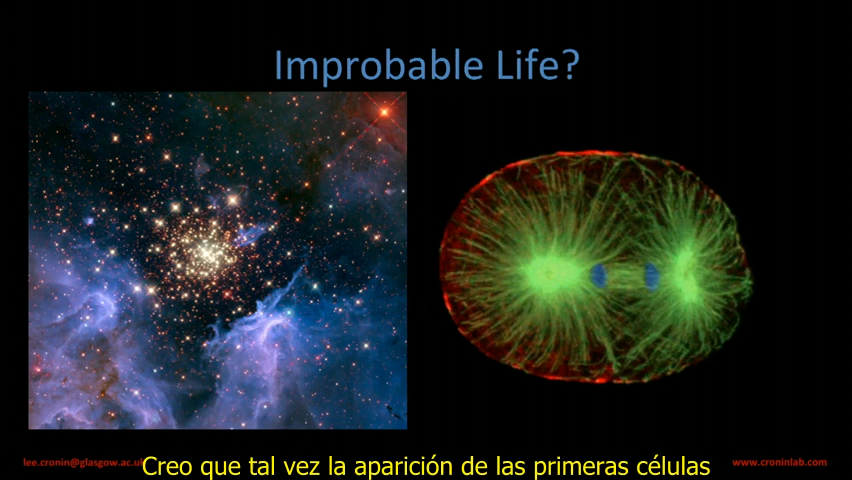 Improbable Life?
lee.cronin@glasgow.ac.u
Creo que tal vez la aparición de las primeras células
www.croninlab.com